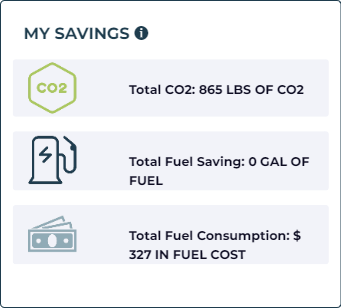 MY SAVINGS i
CO2
Total CO2: 865 LBS OF CO2
Total Fuel Saving: 0 GAL OF
FUEL
Total Fuel Consumption: $
327 IN FUEL COST